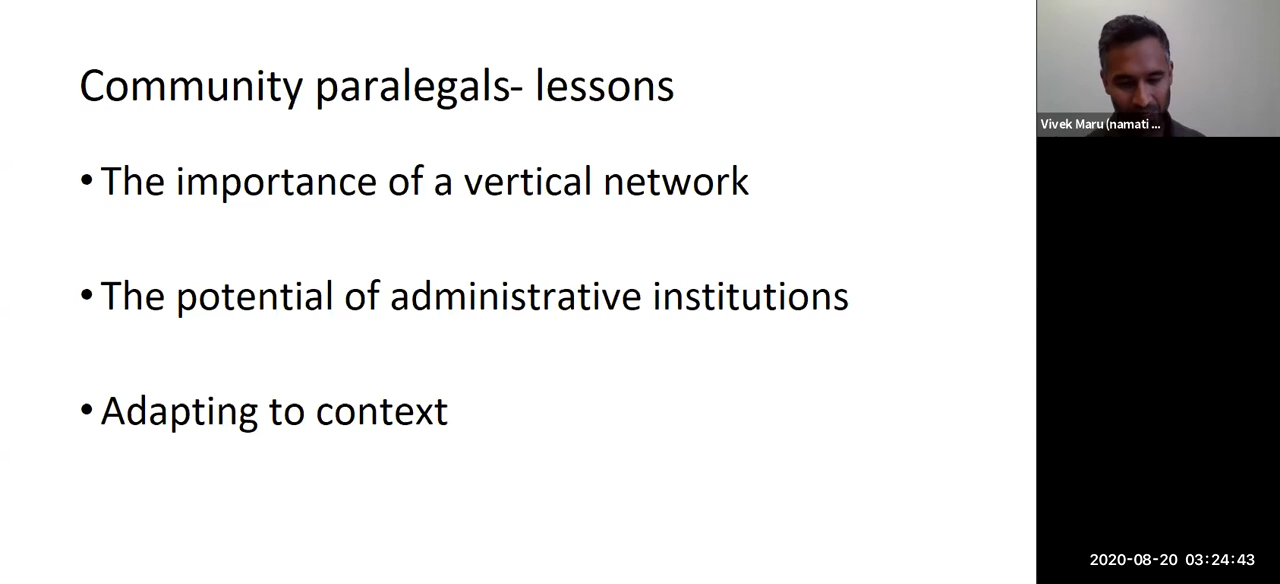 Community paralegals- lessons
•The importance of a vertical network
•The potential of administrative institutions
•Adapting to context
Vivek Maru (namati ...
2020-08-20 03:24:43